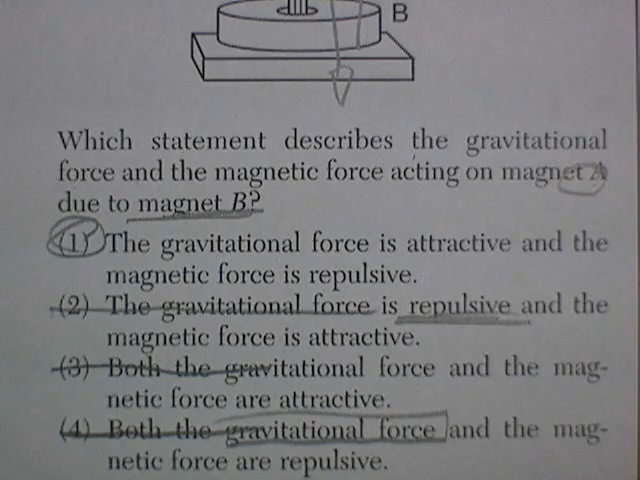 B
Which statement describes the gravitational
force and the magnetic force acting on magnet A
due to magnet B?
(1) The gravitational force is attractive and the
magnetic force is repulsive.
(2) The gravitational force is repulsive and the
magnetic force is attractive.
(3) Both the gravitational force and the mag-
netic force are attractive.
(4) Both the gravitational force and the mag-
netic force are repulsive.